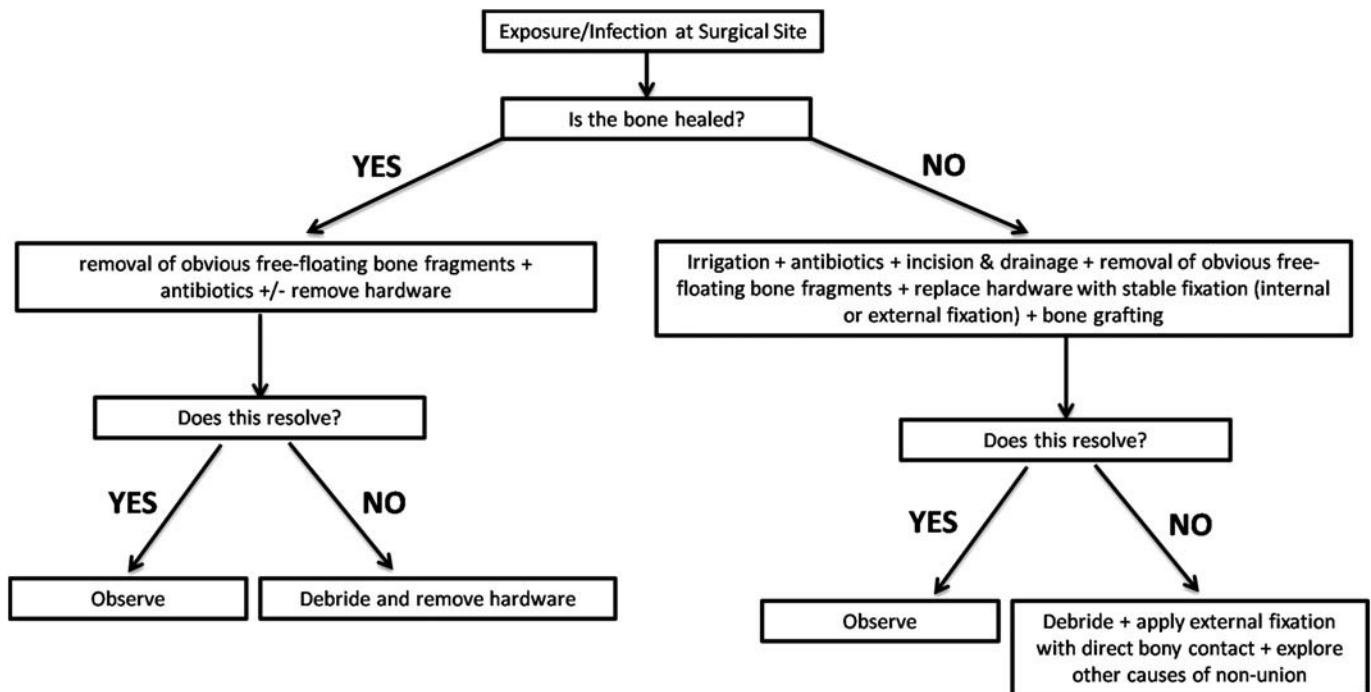 Exposure/Infection at Surgical Site
Is the bone healed?
YES
NO
removal of obvious free-floating bone fragments +
antibiotics +/- remove hardware
Irrigation + antibiotics + incision & drainage + removal of obvious free-
floating bone fragments + replace hardware with stable fixation (internal
or external fixation) + bone grafting
Does this resolve?
Does this resolve?
YES
NO
YES
NO
Observe
Debride and remove hardware
Observe
Debride + apply external fixation
with direct bony contact + explore
other causes of non-union